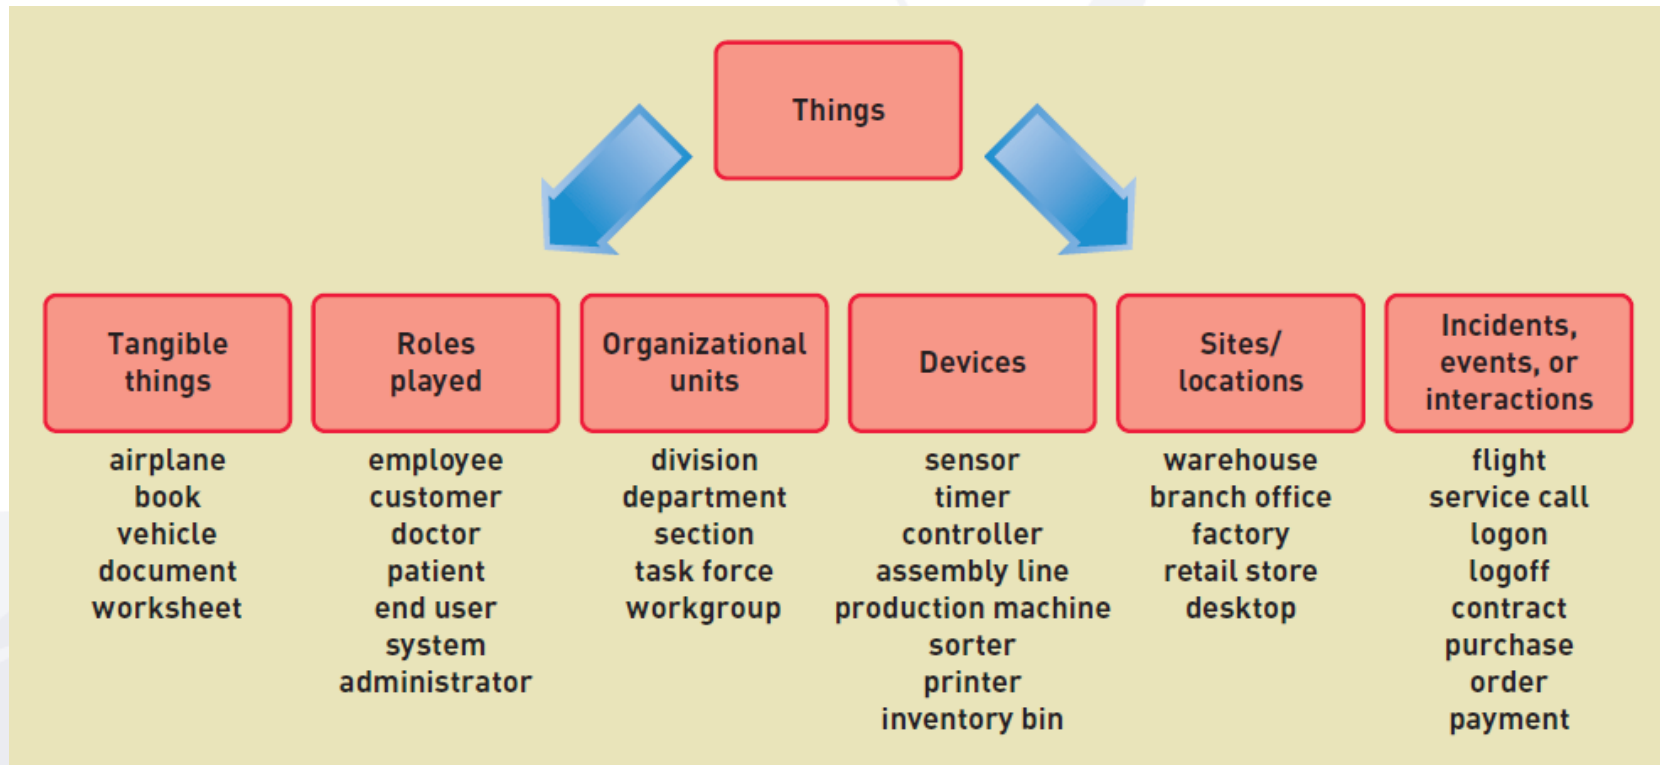 Things
Tangible
things
Roles
played
Organizational
units
Devices
Sites/
locations
Incidents,
events, or
interactions
airplane
book
vehicle
document
worksheet
employee
customer
doctor
patient
end user
system
administrator
division
department
section
task force
workgroup
sensor
timer
controller
assembly line
production machine
sorter
printer
inventory bin
warehouse
branch office
factory
retail store
desktop
flight
service call
logon
logoff
contract
purchase
order
payment